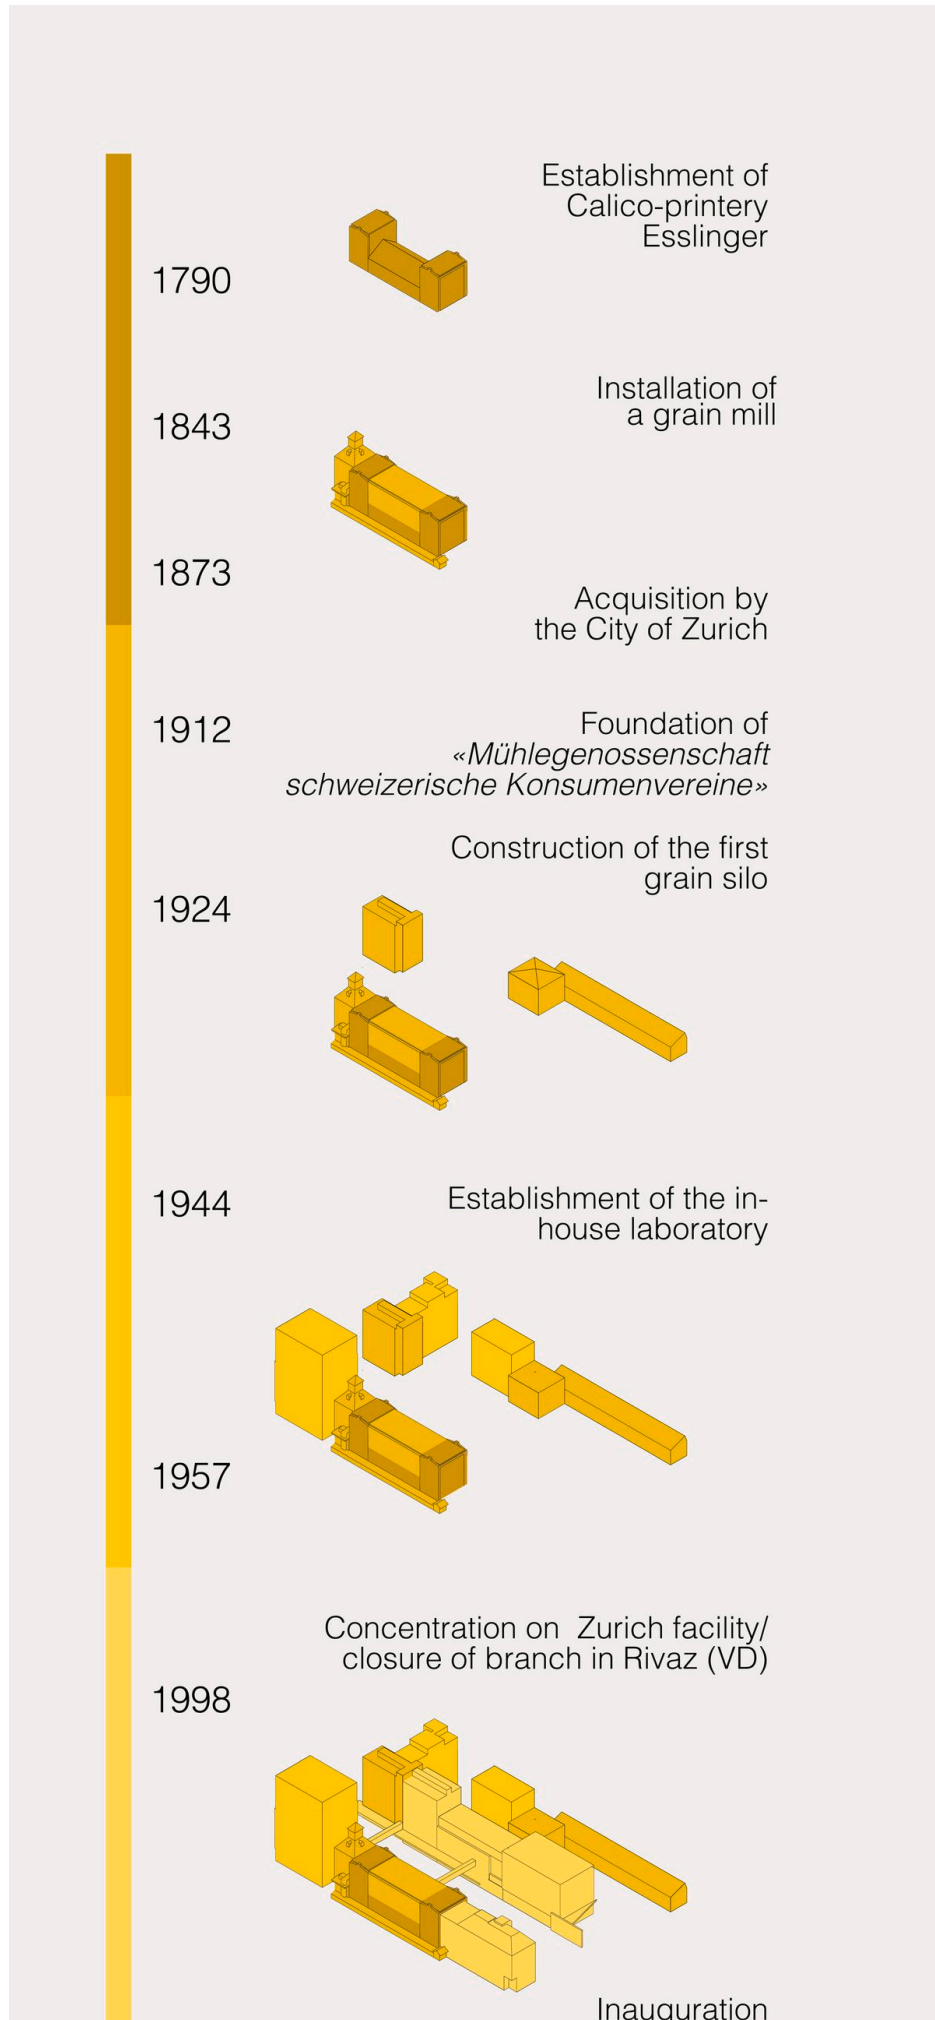 Establishment of
Calico-printery
Esslinger
1790
Installation of
a grain mill
1843
1873
Acquisition by
the City of Zurich
1912
Foundation of
«Mühlegenossenschaft
schweizerische Konsumenvereine»
Construction of the first
grain silo
1924
1944
Establishment of the in-
house laboratory
1957
Concentration on  Zurich facility/
closure of branch in Rivaz (VD)
1998
Inauguration